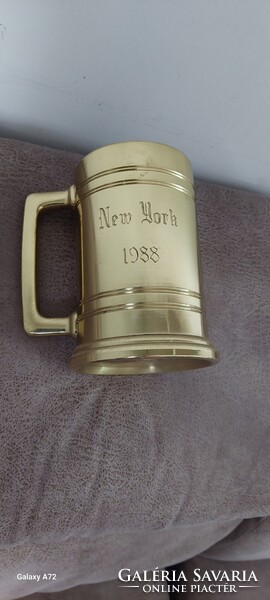 New York
1988
Galaxy A72
GALÉRIA SAVARIA
ONLINE PIACTÉR